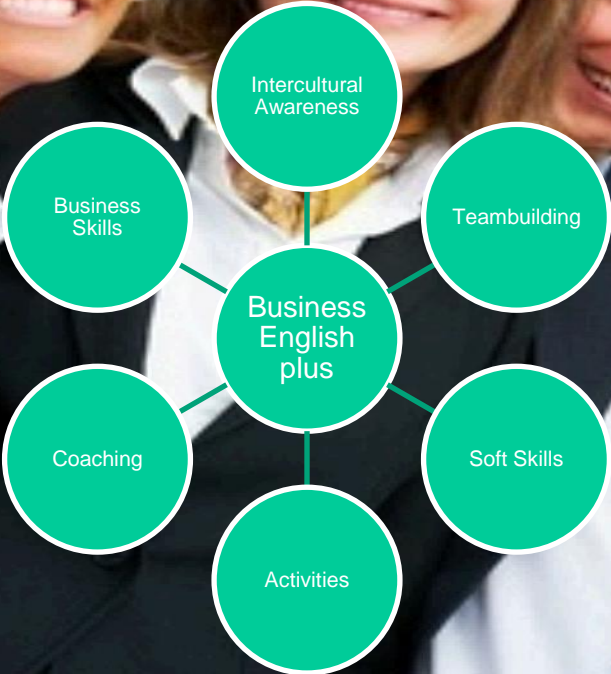 Intercultural
Awareness
Business
Skills
Teambuilding
Business
English
plus
Coaching
Soft Skills
Activities